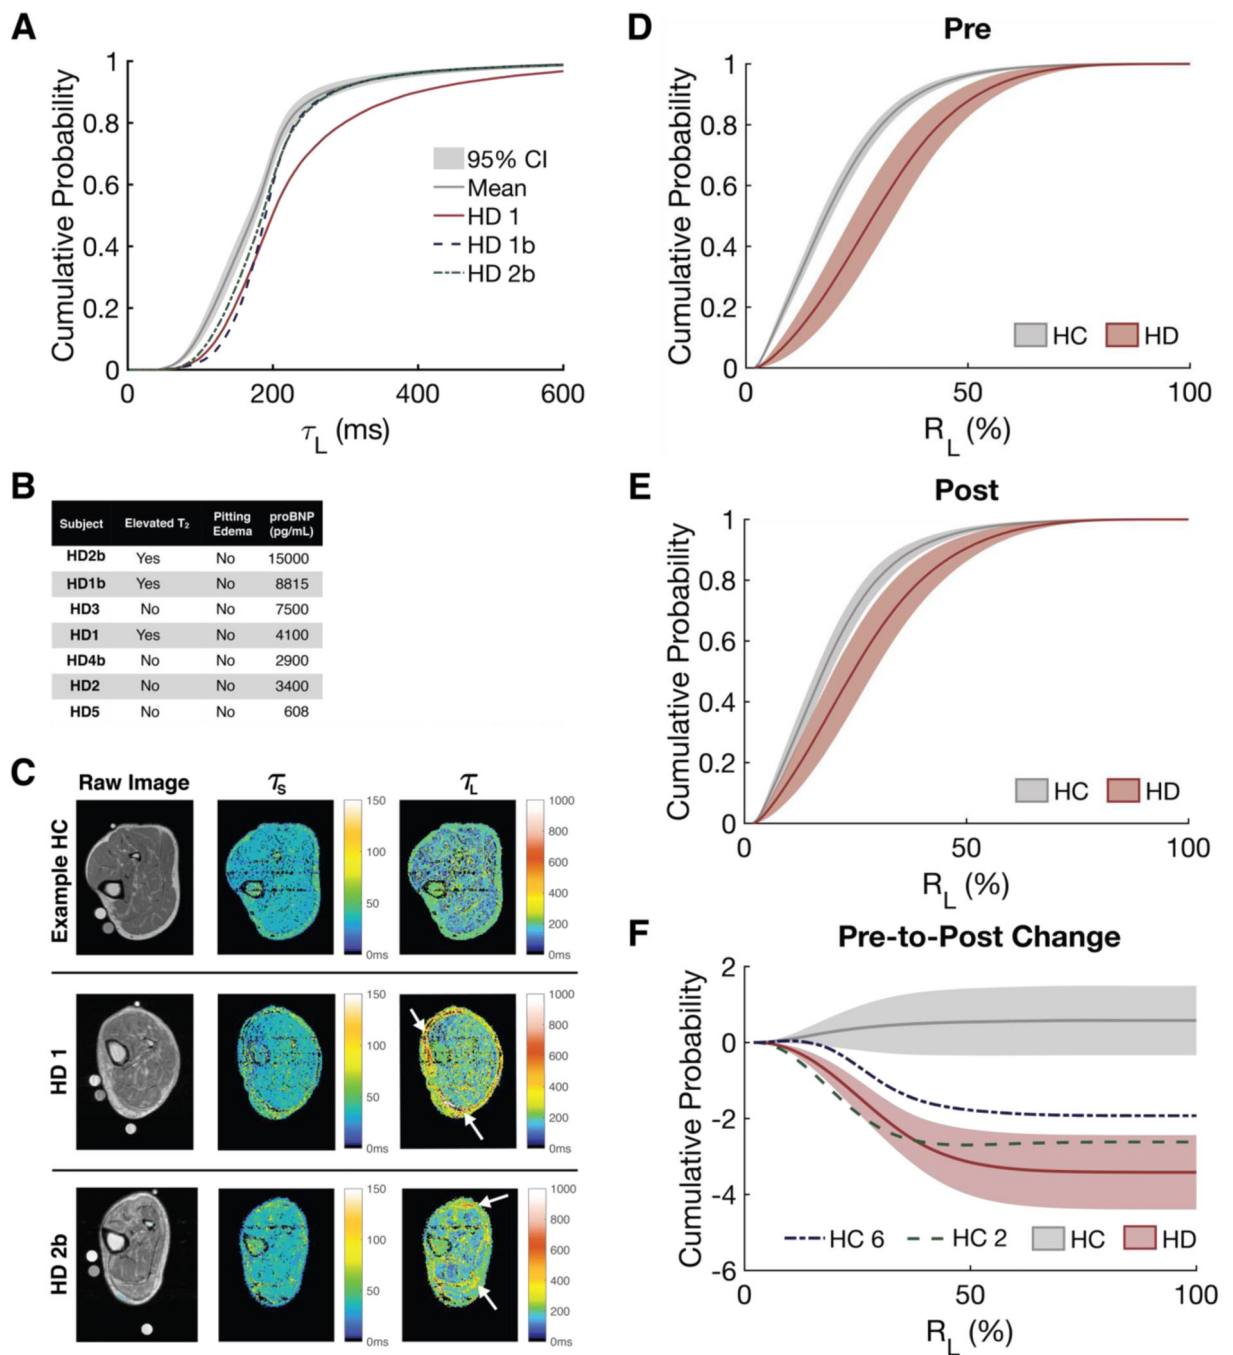 A
Cumulative Probability
1
0.8
0.6
0.4
0.2
0
0 200 400 600
τL (ms)
95% CI
Mean
HD 1
HD 1b
HD 2b
B
Subject Elevated T2 Pitting Edema proBNP (pg/mL)
HD2b Yes No 15000
HD1b Yes No 8815
HD3 No No 7500
HD1 Yes No 4100
HD4b No No 2900
HD2 No No 3400
HD5 No No 608
C
Raw Image τS τL
Example HC
150
100
50
0ms
1000
800
600
400
200
0ms
HD 1
150
100
50
0ms
1000
800
600
400
200
0ms
HD 2b
150
100
50
0ms
1000
800
600
400
200
0ms
D
Pre
Cumulative Probability
1
0.8
0.6
0.4
0.2
0
HC HD
0 50 100
RL (%)
E
Post
Cumulative Probability
1
0.8
0.6
0.4
0.2
0
HC HD
0 50 100
RL (%)
F
Pre-to-Post Change
Cumulative Probability
2
0
-2
-4
-6
HC 6 HC 2 HC HD
0 50 100
RL (%)